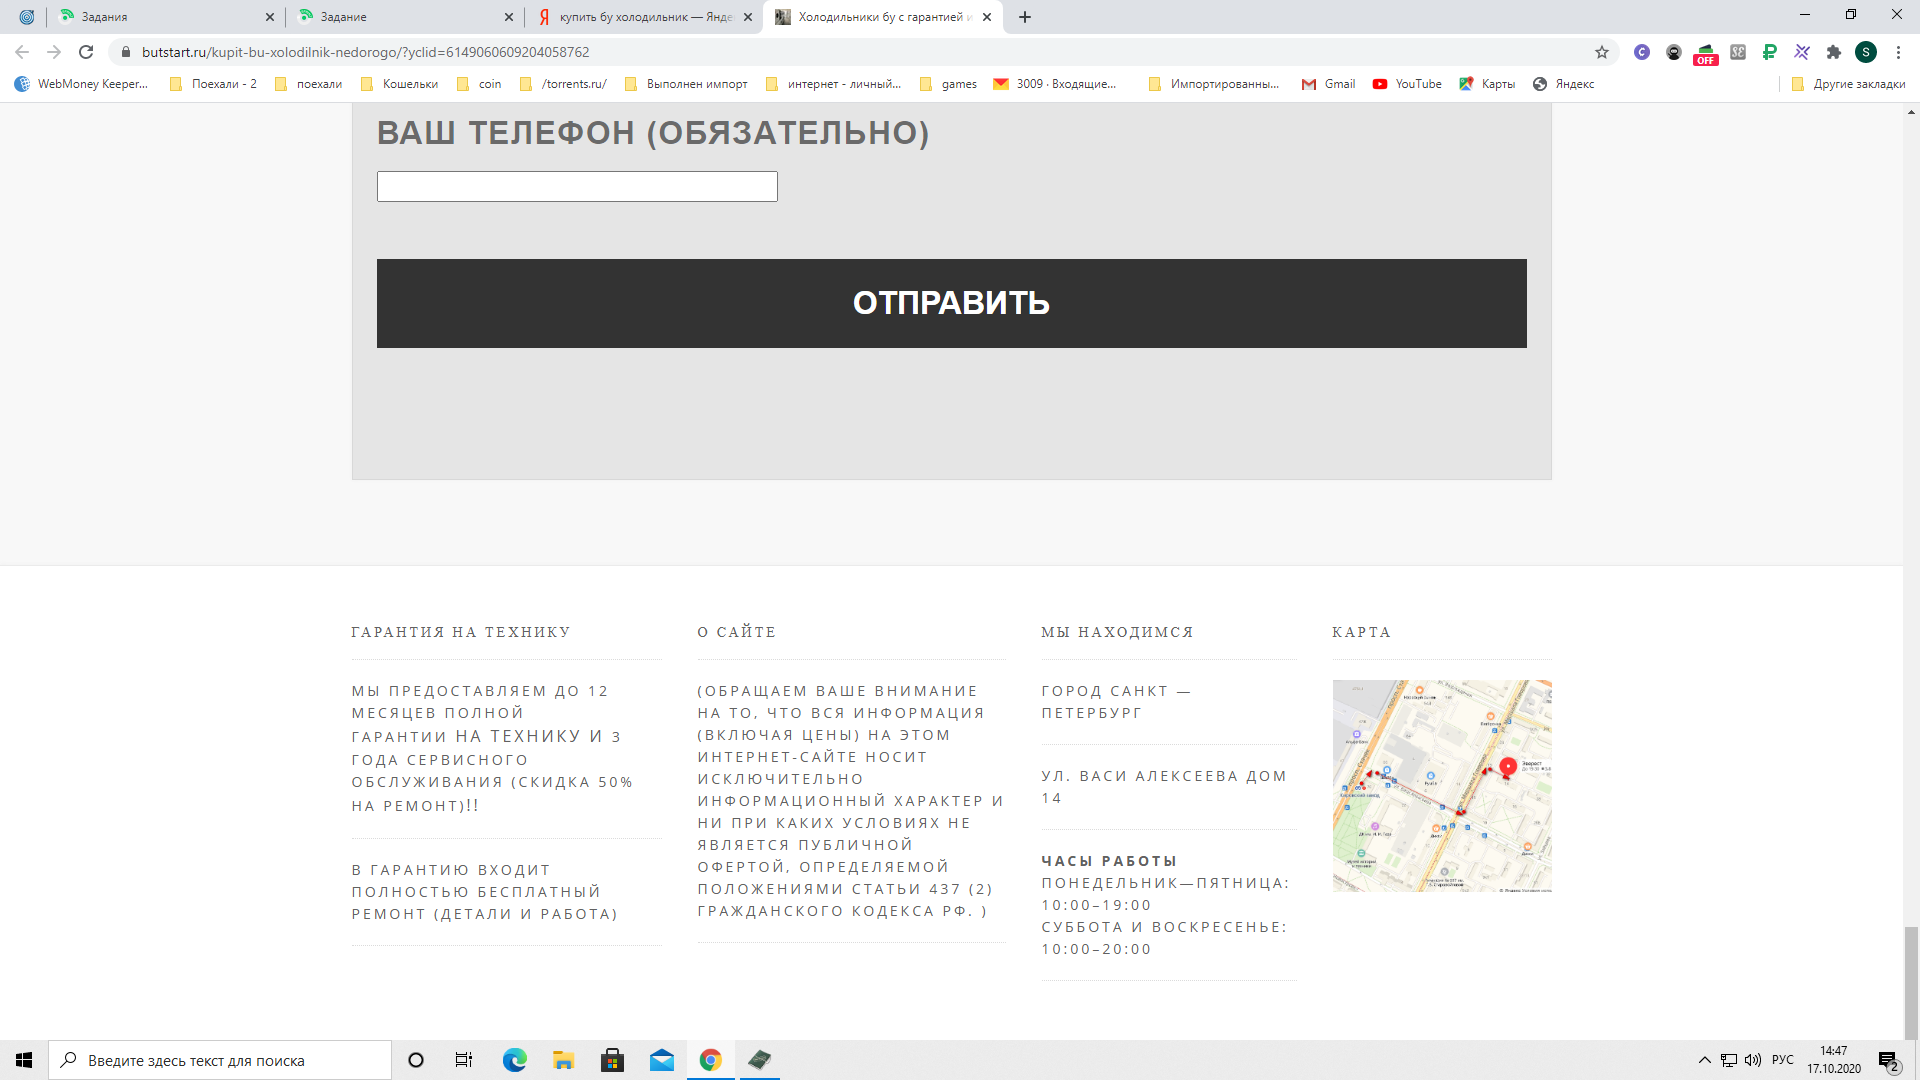 Задания
Задание
купить бу холодильник — Янде
Холодильники бу с гарантией и
butstart.ru/kupit-bu-xolodilnik-nedorogo/?yclid=6149060609204058762
OFF
S
WebMoney Keeper...
Поехали - 2
поехали
Кошельки
coin
/torrents.ru/
Выполнен импорт
интернет - личный...
games
3009 · Входящие...
Импортированны...
Gmail
YouTube
Карты
Яндекс
Другие закладки
ВАШ ТЕЛЕФОН (ОБЯЗАТЕЛЬНО)
ОТПРАВИТЬ
ГАРАНТИЯ НА ТЕХНИКУ
МЫ ПРЕДОСТАВЛЯЕМ ДО 12
МЕСЯЦЕВ ПОЛНОЙ
ГАРАНТИИ НА ТЕХНИКУ И 3
ГОДА СЕРВИСНОГО
ОБСЛУЖИВАНИЯ (СКИДКА 50%
НА РЕМОНТ)!!
В ГАРАНТИЮ ВХОДИТ
ПОЛНОСТЬЮ БЕСПЛАТНЫЙ
РЕМОНТ (ДЕТАЛИ И РАБОТА)
О САЙТЕ
(ОБРАЩАЕМ ВАШЕ ВНИМАНИЕ
НА ТО, ЧТО ВСЯ ИНФОРМАЦИЯ
(ВКЛЮЧАЯ ЦЕНЫ) НА ЭТОМ
ИНТЕРНЕТ-САЙТЕ НОСИТ
ИСКЛЮЧИТЕЛЬНО
ИНФОРМАЦИОННЫЙ ХАРАКТЕР И
НИ ПРИ КАКИХ УСЛОВИЯХ НЕ
ЯВЛЯЕТСЯ ПУБЛИЧНОЙ
ОФЕРТОЙ, ОПРЕДЕЛЯЕМОЙ
ПОЛОЖЕНИЯМИ СТАТЬИ 437 (2)
ГРАЖДАНСКОГО КОДЕКСА РФ. )
МЫ НАХОДИМСЯ
ГОРОД САНКТ —
ПЕТЕРБУРГ
УЛ. ВАСИ АЛЕКСЕЕВА ДОМ
14
ЧАСЫ РАБОТЫ
ПОНЕДЕЛЬНИК—ПЯТНИЦА:
10:00–19:00
СУББОТА И ВОСКРЕСЕНЬЕ:
10:00–20:00
КАРТА
Эверест
Введите здесь текст для поиска
РУС
14:47
17.10.2020
2